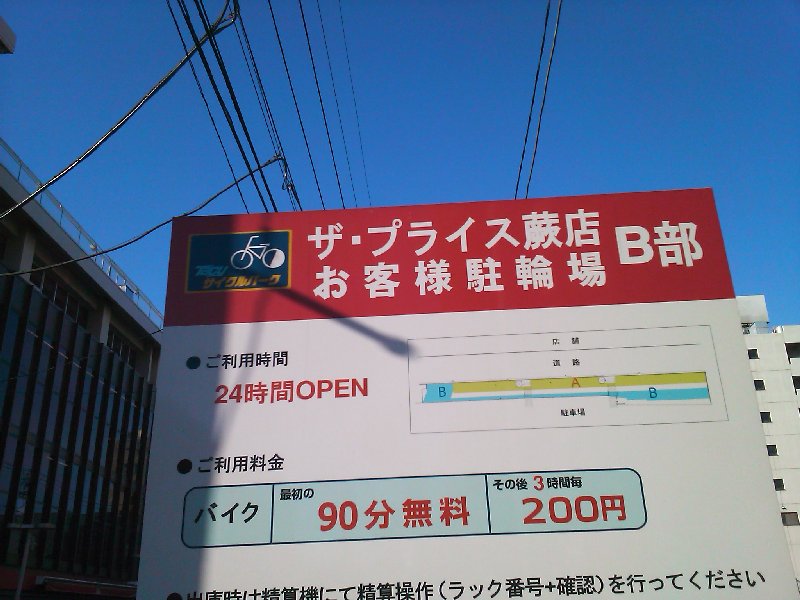 サイクルパーク
ザ・プライス蕨店
お客様駐輪場
B部
●ご利用時間
24時間OPEN
店舗
道路
B A B
駐車場
●ご利用料金
バイク 最初の 90分無料 その後3時間毎 200円
●出庫時は精算機にて精算操作(ラック番号+確認)を行ってください